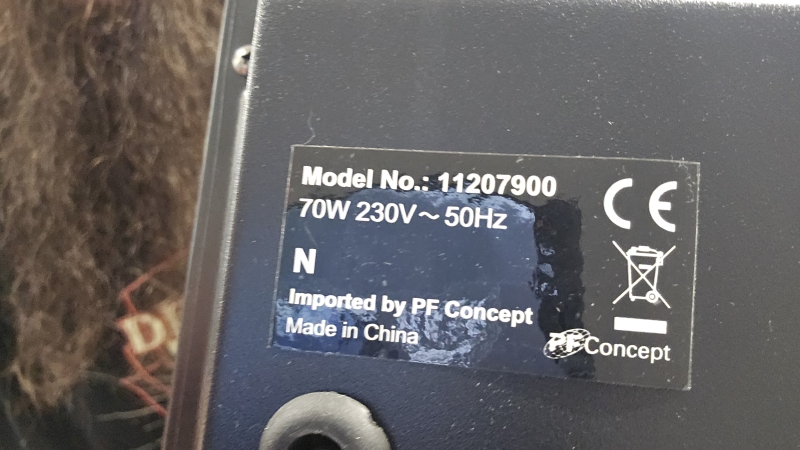 Model No.: 11207900
70W 230V~ 50Hz
CE
N
Imported by PF Concept
Made in China
PF Concept